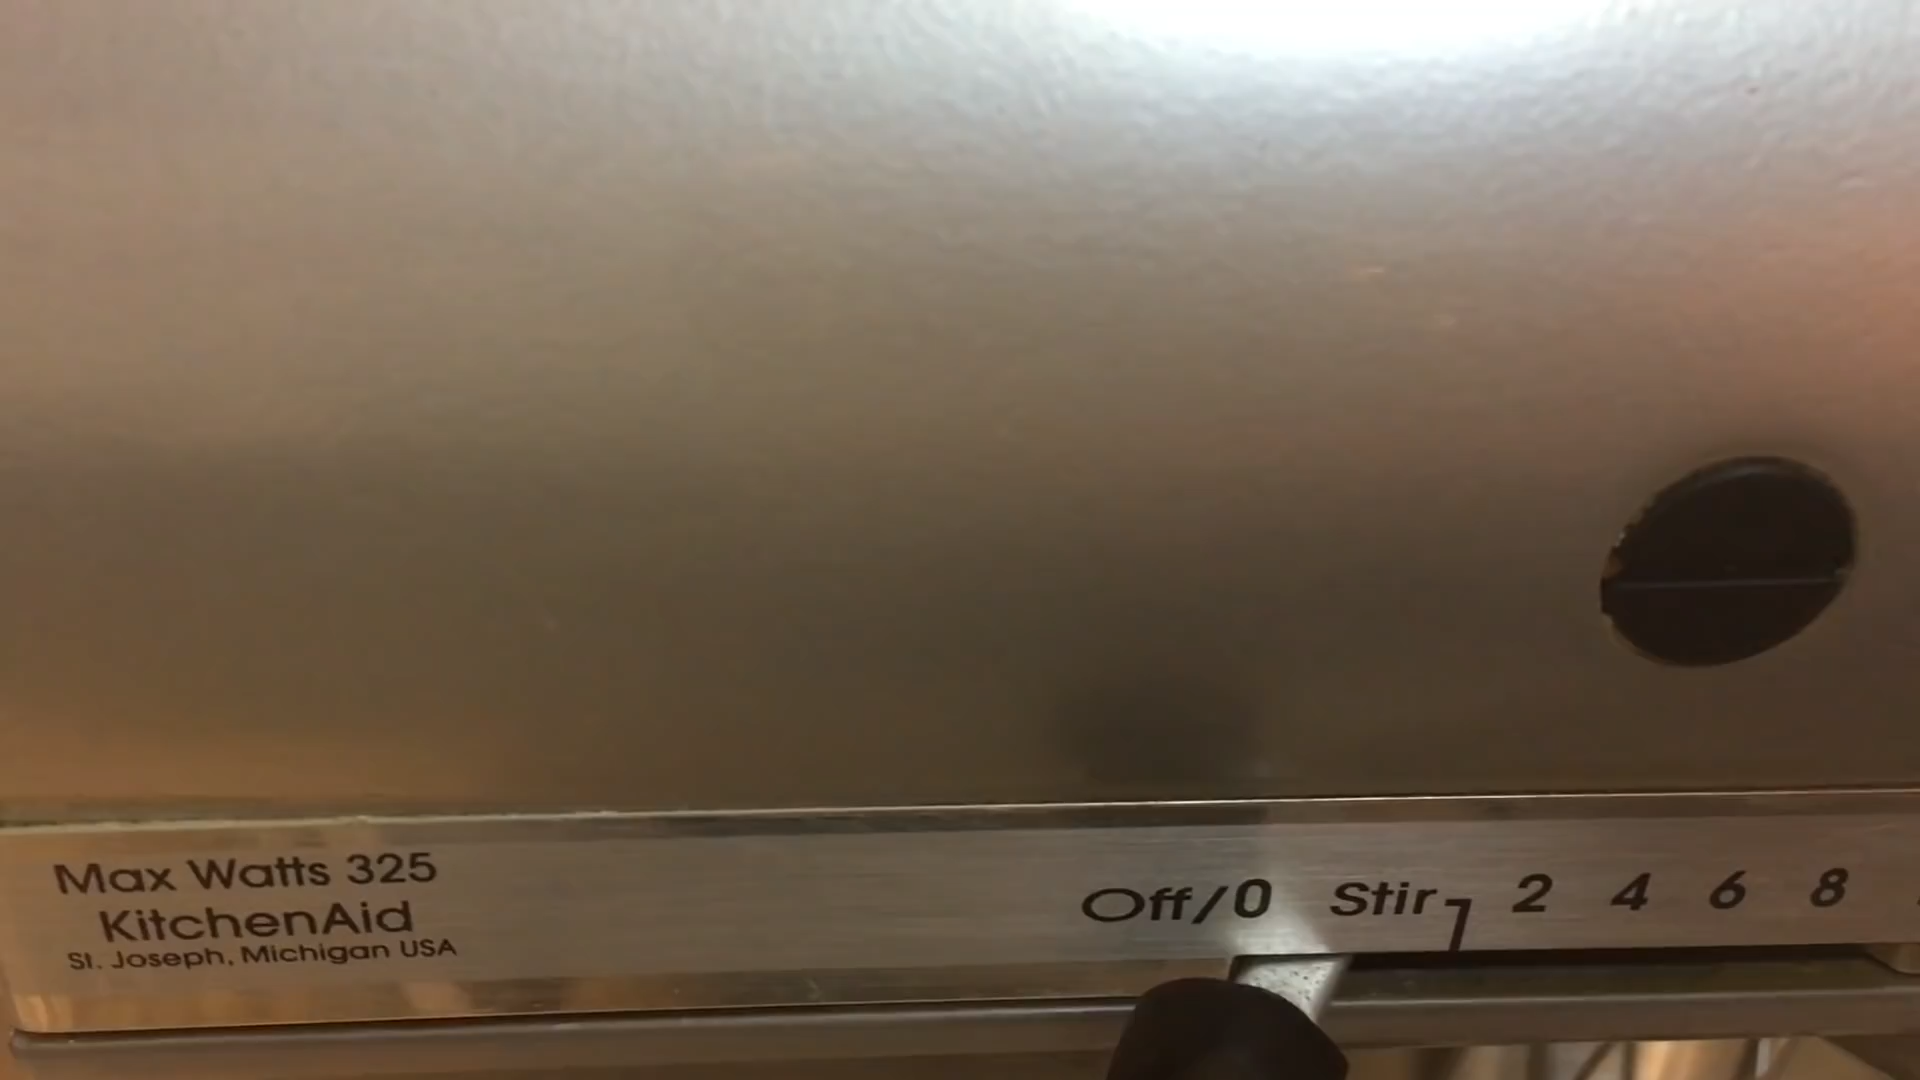 Max Watts 325
KitchenAid
St. Joseph, Michigan USA
Off/0 Stir 2 4 6 8